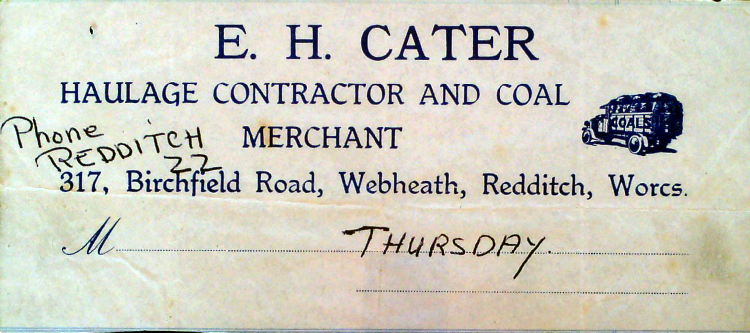 E. H. CATER
HAULAGE CONTRACTOR AND COAL
COALS
MERCHANT
Phone
REDDITCH
22
317, Birchfield Road, Webheath, Redditch, Worcs.
M THURSDAY.